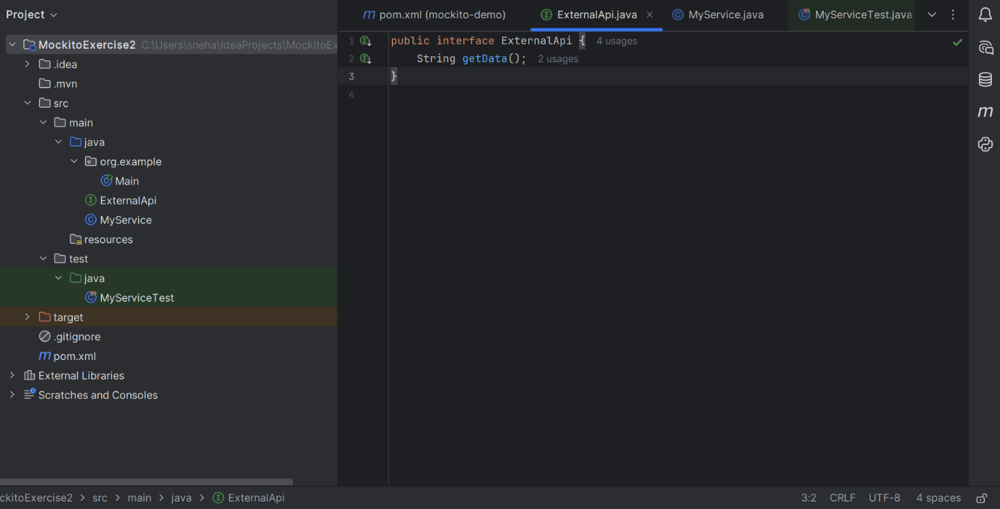 Project
MockitoExercise2 C:\Users\sneha\IdeaProjects\MockitoEx
.idea
.mvn
src
main
java
org.example
Main
ExternalApi
MyService
resources
test
java
MyServiceTest
target
.gitignore
m pom.xml
External Libraries
Scratches and Consoles
m pom.xml (mockito-demo) ExternalApi.java MyService.java MyServiceTest.java
1 public interface ExternalApi { 4 usages
2 String getData(); 2 usages
3 }
4
m
ckitoExercise2 > src > main > java > ExternalApi 3:2 CRLF UTF-8 4 spaces